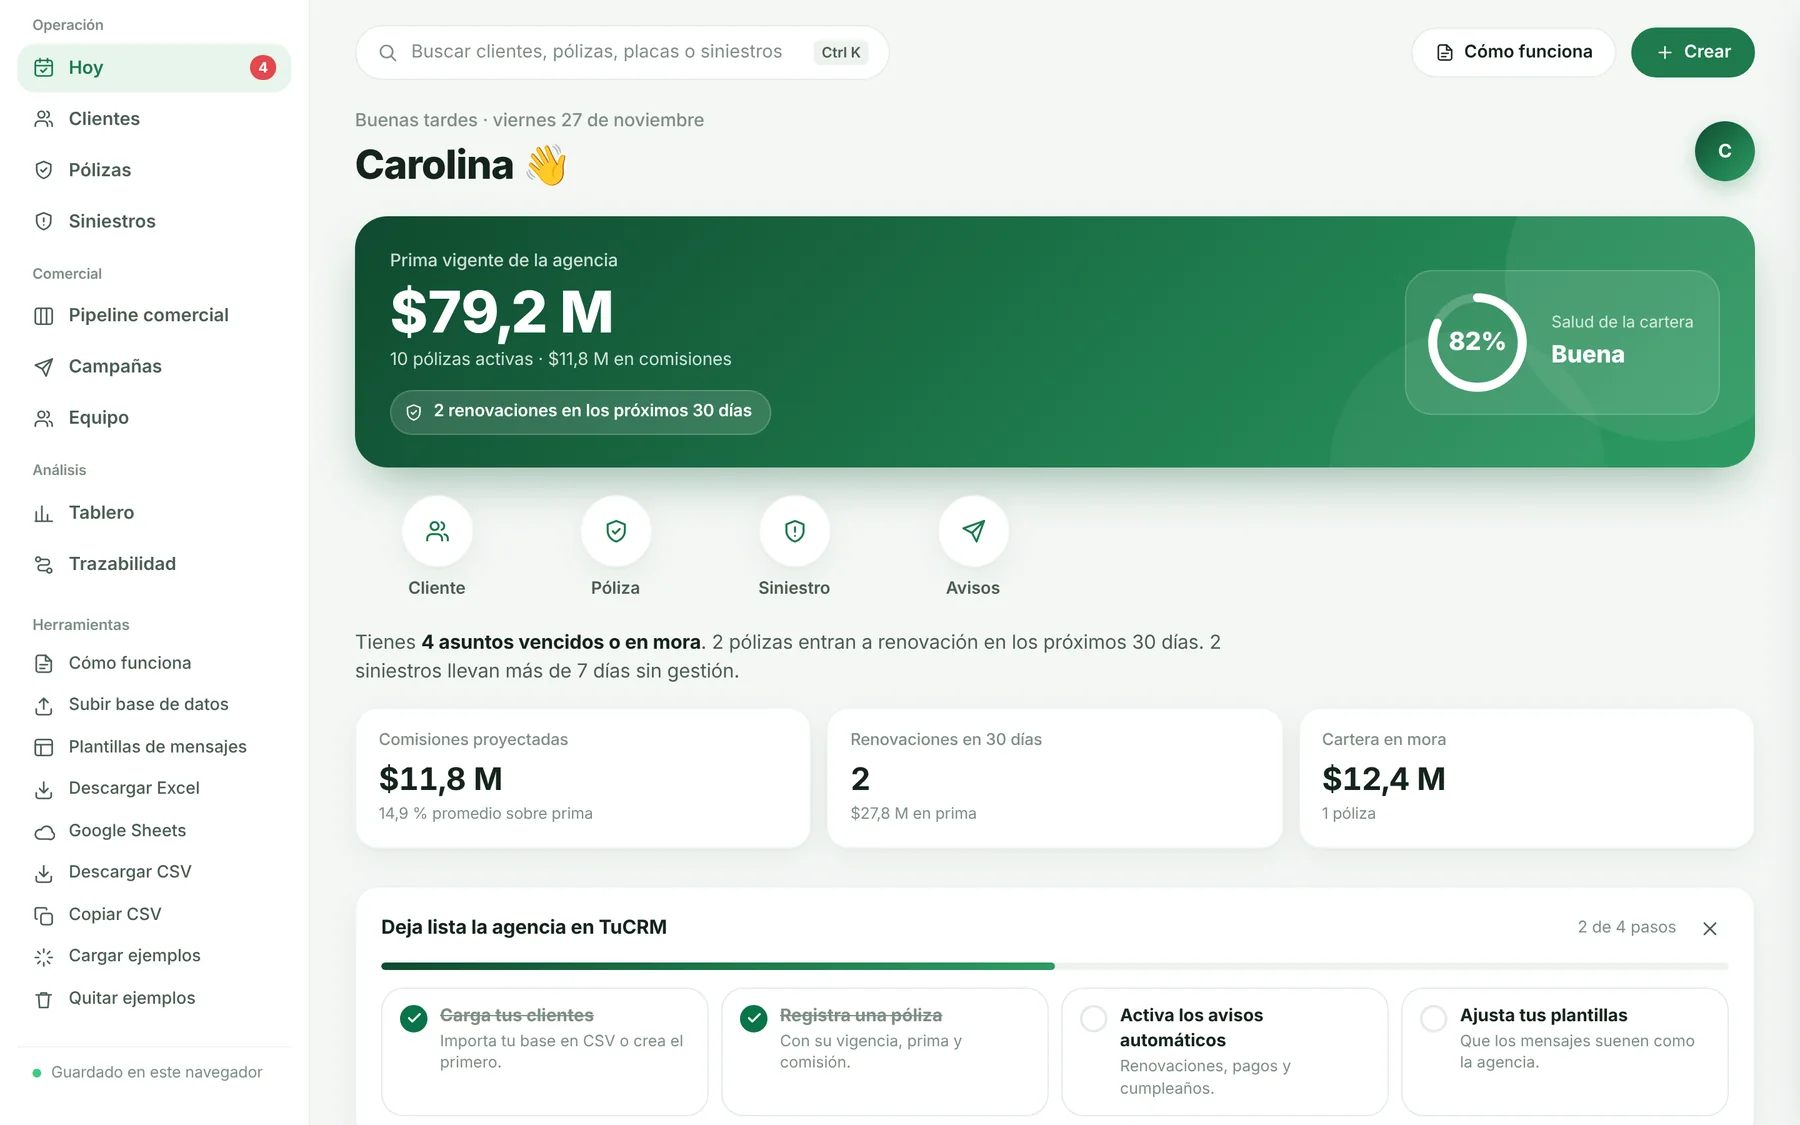 Operación
Hoy
4
Clientes
Pólizas
Siniestros
Comercial
Pipeline comercial
Campañas
Equipo
Análisis
Tablero
Trazabilidad
Herramientas
Cómo funciona
Subir base de datos
Plantillas de mensajes
Descargar Excel
Google Sheets
Descargar CSV
Copiar CSV
Cargar ejemplos
Quitar ejemplos
Guardado en este navegador
Buscar clientes, pólizas, placas o siniestros
Ctrl K
Cómo funciona
Crear
Buenas tardes · viernes 27 de noviembre
Carolina 👋
C
Prima vigente de la agencia
$79,2 M
10 pólizas activas · $11,8 M en comisiones
2 renovaciones en los próximos 30 días
82%
Salud de la cartera
Buena
Cliente
Póliza
Siniestro
Avisos
Tienes 4 asuntos vencidos o en mora. 2 pólizas entran a renovación en los próximos 30 días. 2
siniestros llevan más de 7 días sin gestión.
Comisiones proyectadas
$11,8 M
14,9 % promedio sobre prima
Renovaciones en 30 días
2
$27,8 M en prima
Cartera en mora
$12,4 M
1 póliza
Deja lista la agencia en TuCRM
2 de 4 pasos
Carga tus clientes
Importa tu base en CSV o crea el
primero.
Registra una póliza
Con su vigencia, prima y
comisión.
Activa los avisos
automáticos
Renovaciones, pagos y
cumpleaños.
Ajusta tus plantillas
Que los mensajes suenen como
la agencia.